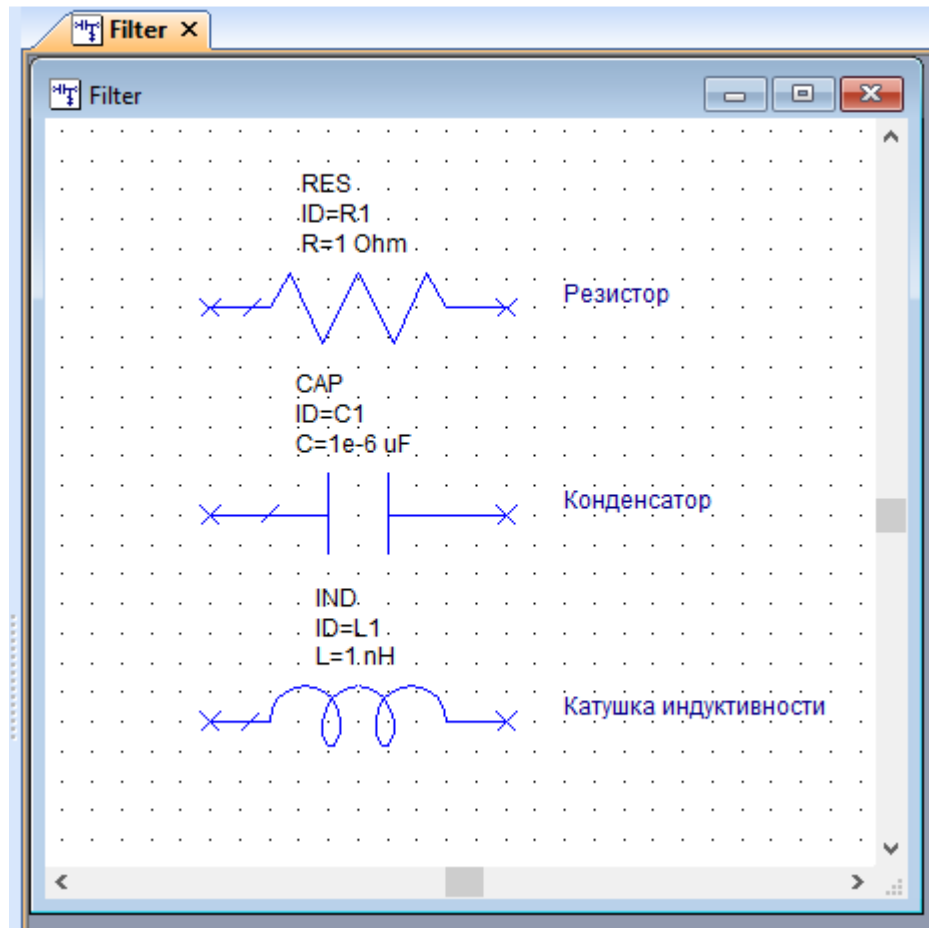 Filter
Filter
RES
ID=R1
R=1 Ohm
Резистор
CAP
ID=C1
C=1e-6 uF
Конденсатор
IND
ID=L1
L=1 nH
Катушка индуктивности